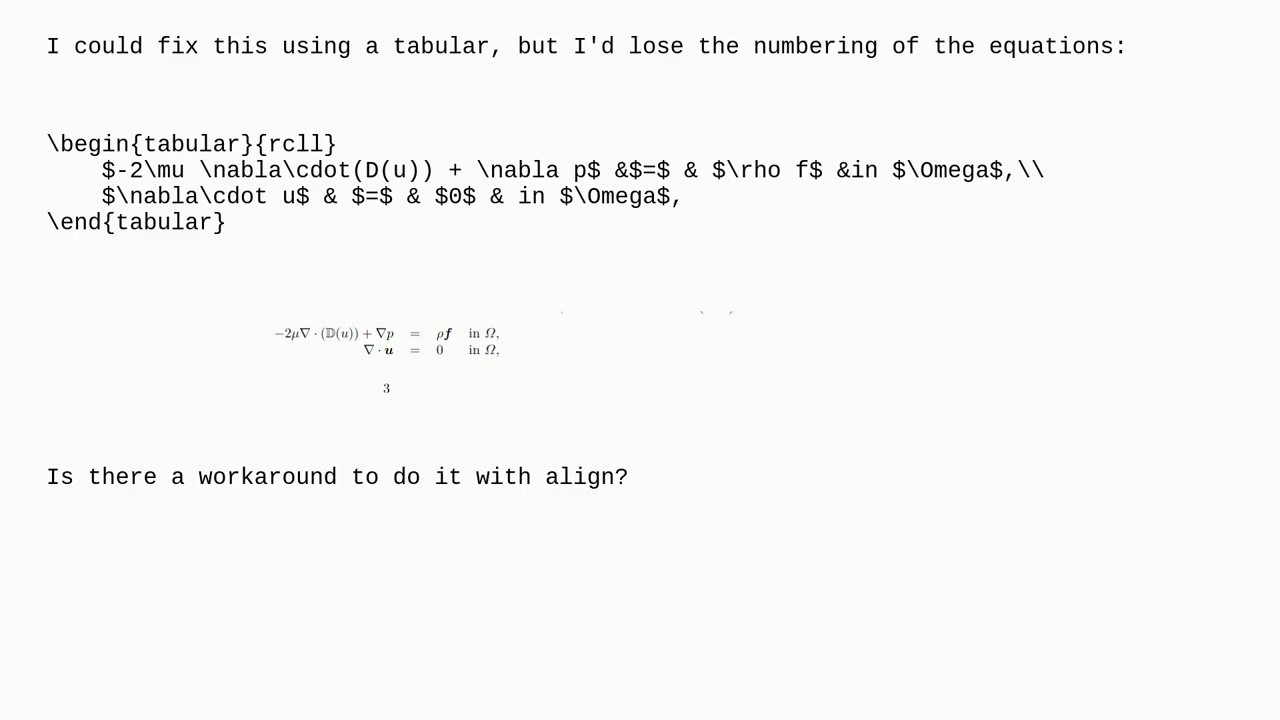 I could fix this using a tabular, but I'd lose the numbering of the equations:
\begin{tabular}{rcll}
$-2\mu \nabla\cdot(D(u)) + \nabla p$ &$=$ & $\rho f$ &in $\Omega$,\\
$\nabla\cdot u$ & $=$ & $0$ & in $\Omega$,
\end{tabular}
−2μ∇ · (𝔻(u)) + ∇p = ρ𝒇 in Ω,
∇ · 𝒖 = 0 in Ω,
3
Is there a workaround to do it with align?